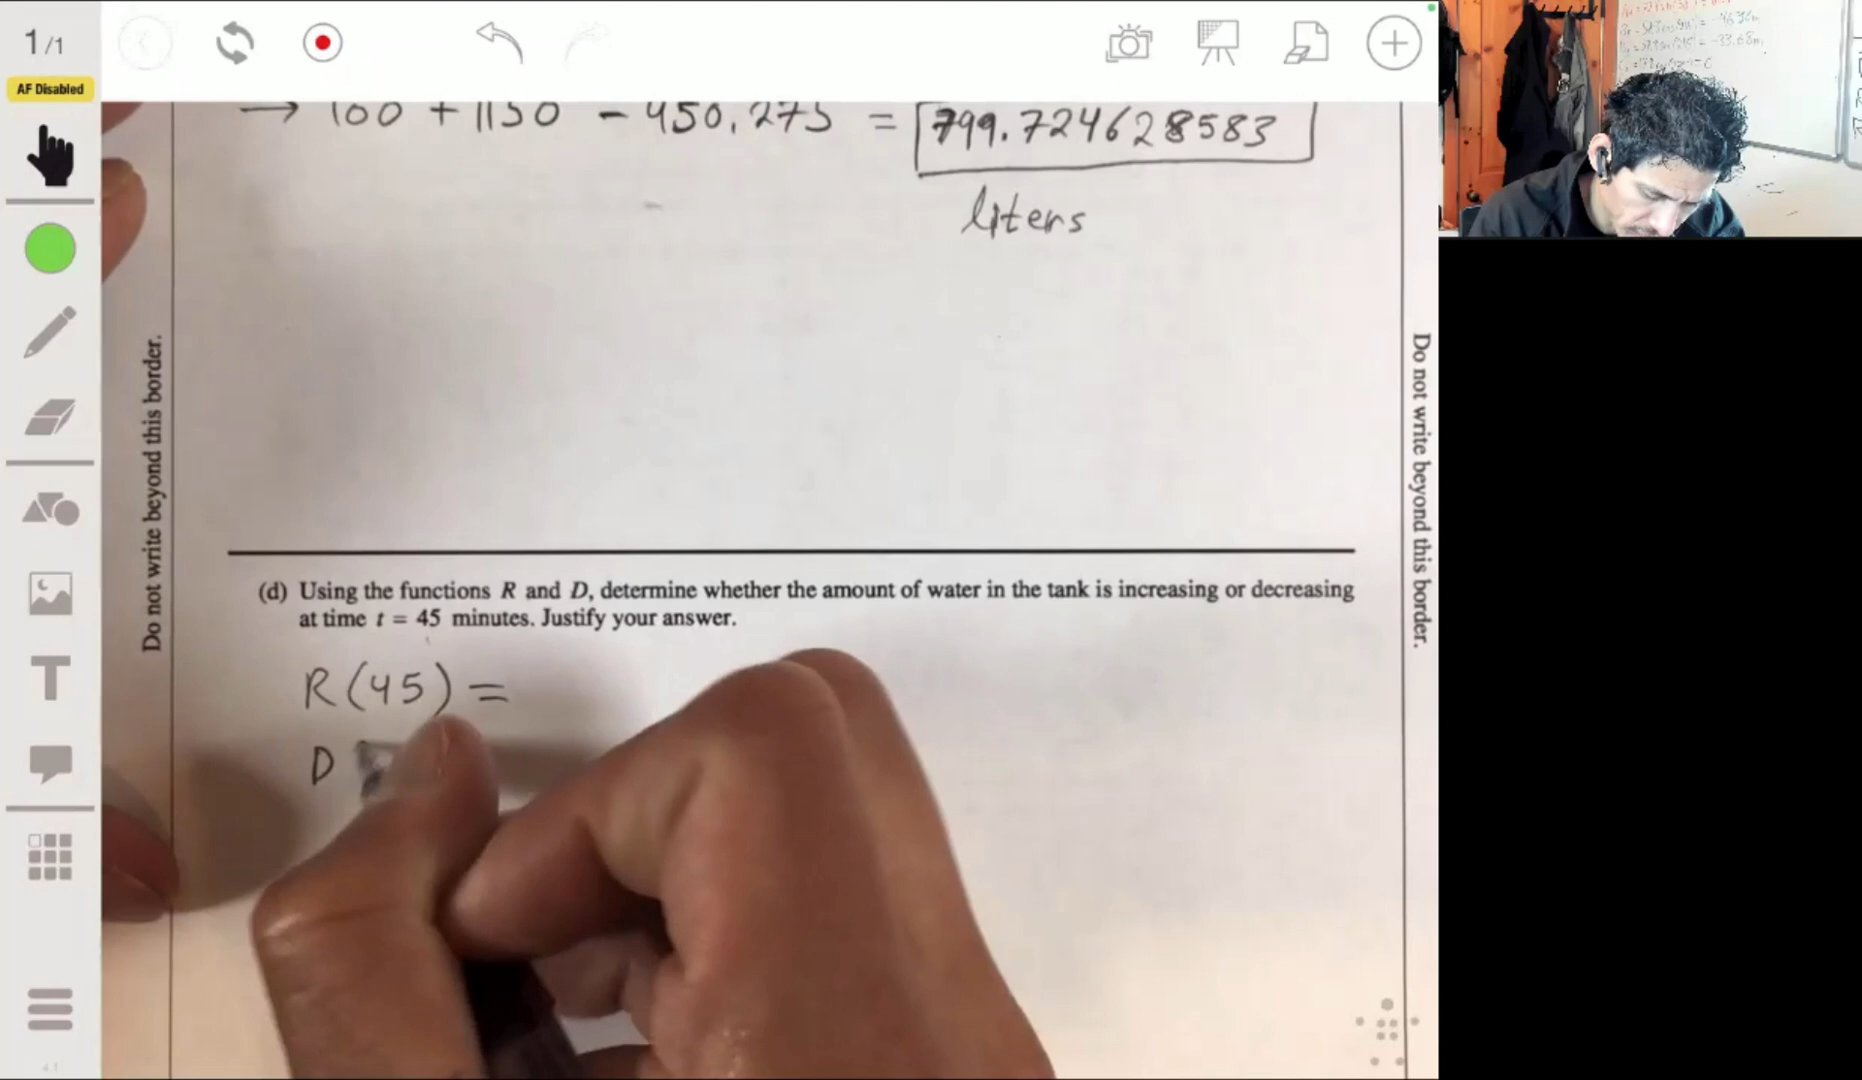 1/1
AF Disabled
→ 100 + 1150 - 450.275 = 799.724628583
liters
Do not write beyond this border.
Do not write beyond this border.
(d) Using the functions R and D, determine whether the amount of water in the tank is increasing or decreasing
at time t = 45 minutes. Justify your answer.
R(45) =
D